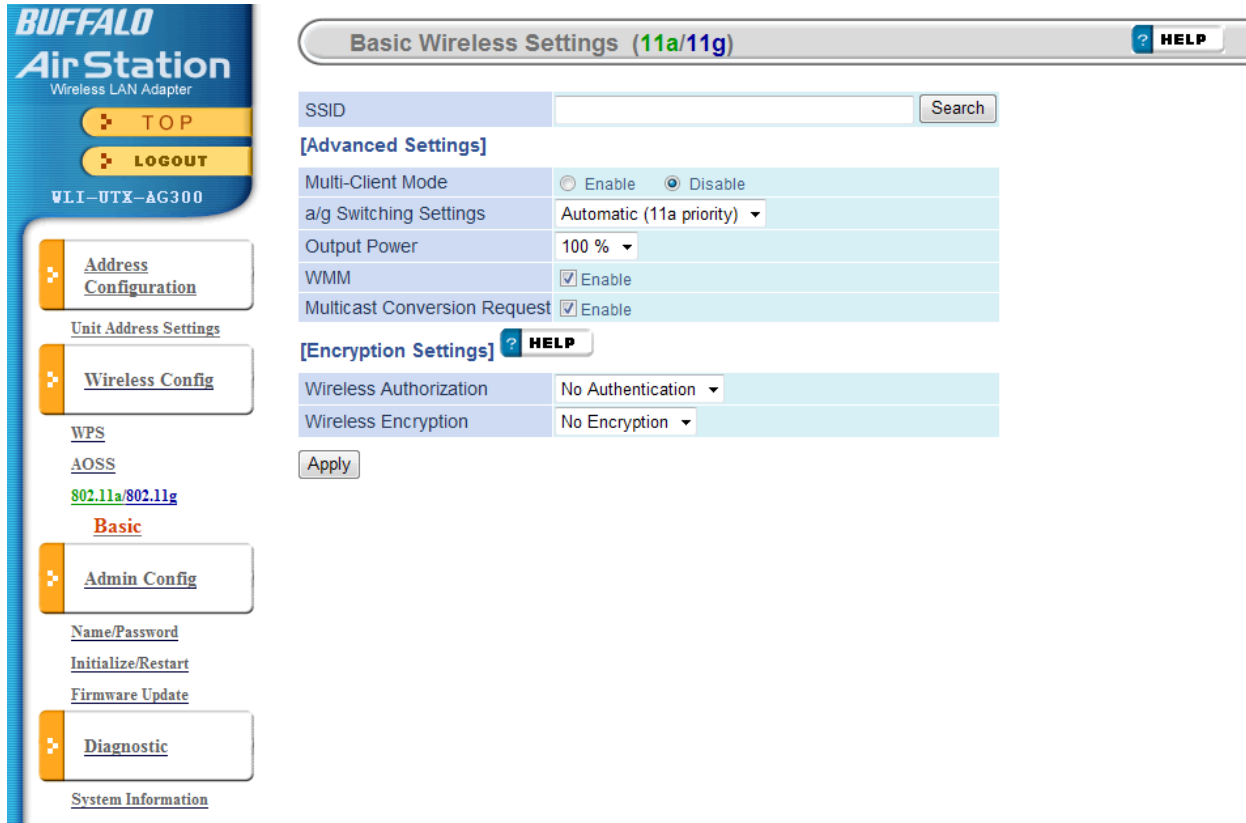 BUFFALO
AirStation
Wireless LAN Adapter
TOP
LOGOUT
WLI-UTX-AG300
Address
Configuration
Unit Address Settings
Wireless Config
WPS
AOSS
802.11a/802.11g
Basic
Admin Config
Name/Password
Initialize/Restart
Firmware Update
Diagnostic
System Information
Basic Wireless Settings (11a/11g)
? HELP
SSID Search
[Advanced Settings]
Multi-Client Mode Enable Disable
a/g Switching Settings Automatic (11a priority)
Output Power 100 %
WMM Enable
Multicast Conversion Request Enable
[Encryption Settings] ? HELP
Wireless Authorization No Authentication
Wireless Encryption No Encryption
Apply